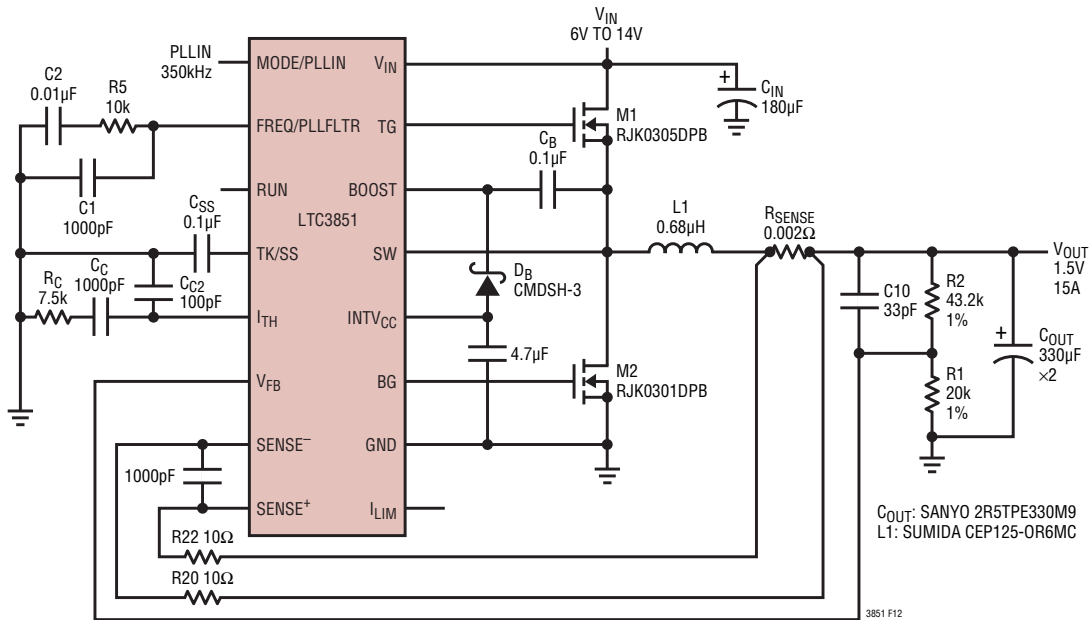 V_IN
6V TO 14V
PLLIN
350kHz
MODE/PLLIN
V_IN
C2
0.01µF
R5
10k
+
C_IN
180µF
M1
RJK0305DPB
FREQ/PLLFLTR
TG
C_B
0.1µF
C1
1000pF
RUN
BOOST
LTC3851
C_SS
0.1µF
L1
0.68µH
R_SENSE
0.002Ω
TK/SS
SW
V_OUT
1.5V
15A
R_C
7.5k
C_C
1000pF
C_C2
100pF
D_B
CMDSH-3
C10
33pF
R2
43.2k
1%
I_TH
INTV_CC
4.7µF
+
C_OUT
330µF
×2
V_FB
BG
M2
RJK0301DPB
R1
20k
1%
SENSE⁻
GND
1000pF
SENSE⁺
I_LIM
C_OUT: SANYO 2R5TPE330M9
L1: SUMIDA CEP125-OR6MC
R22 10Ω
R20 10Ω
3851 F12